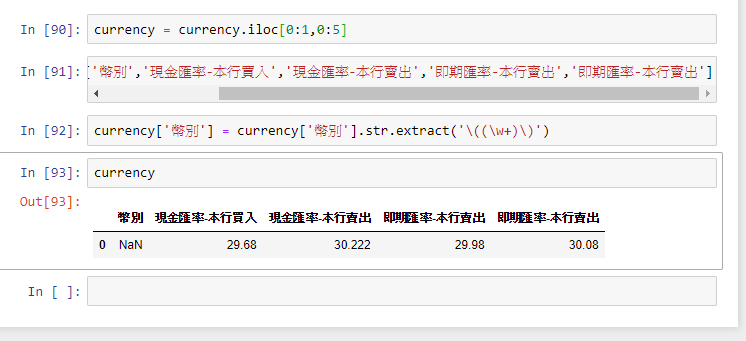 In [90]: currency = currency.iloc[0:1,0:5]
In [91]: ['幣別','現金匯率-本行買入','現金匯率-本行賣出','即期匯率-本行賣出','即期匯率-本行賣出']
In [92]: currency['幣別'] = currency['幣別'].str.extract('\((\w+)\)')
In [93]: currency
Out[93]:
幣別 現金匯率-本行買入 現金匯率-本行賣出 即期匯率-本行賣出 即期匯率-本行賣出
0 NaN 29.68 30.222 29.98 30.08
In [ ]: